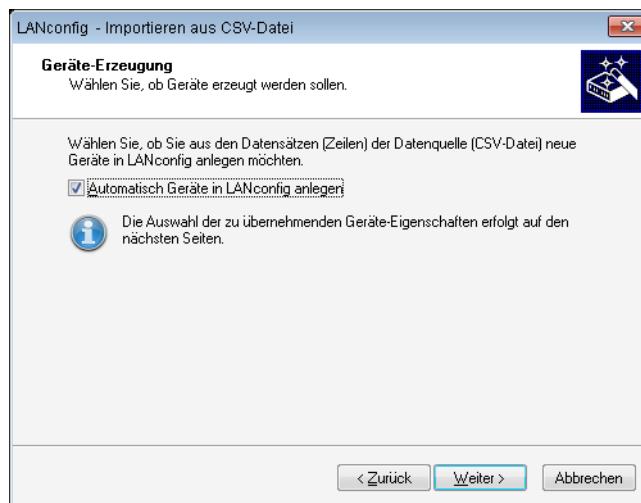 LANconfig - Importieren aus CSV-Datei
Geräte-Erzeugung
Wählen Sie, ob Geräte erzeugt werden sollen.
Wählen Sie, ob Sie aus den Datensätzen (Zeilen) der Datenquelle (CSV-Datei) neue
Geräte in LANconfig anlegen möchten.
Automatisch Geräte in LANconfig anlegen
Die Auswahl der zu übernehmenden Geräte-Eigenschaften erfolgt auf den
nächsten Seiten.
< Zurück Weiter > Abbrechen